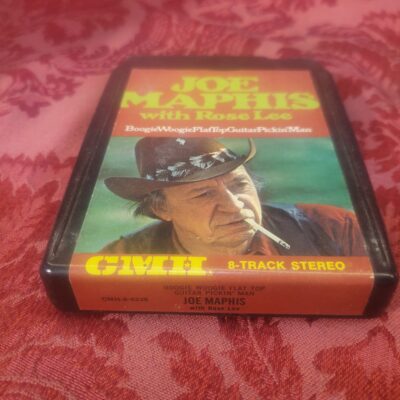 JOE
MAPHIS
with Rose Lee
BoogieWoogieFlatTopGuitarPickin'Man
GMH 8-TRACK STEREO
BOOGIE WOOGIE FLAT TOP
GUITAR PICKIN' MAN
JOE MAPHIS
with Rose Lee